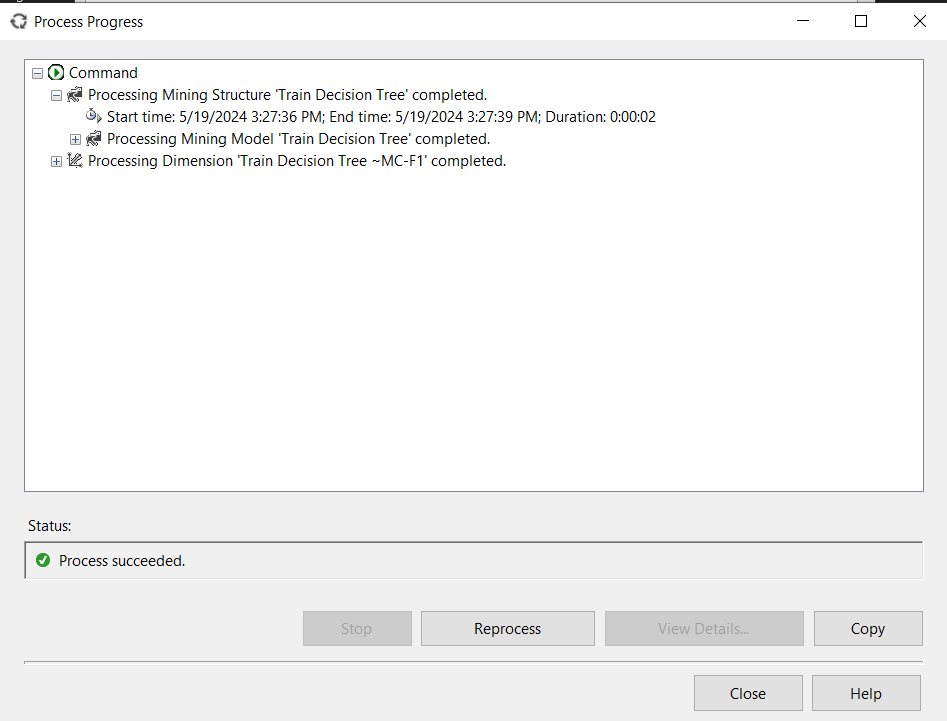 Process Progress
Command
Processing Mining Structure 'Train Decision Tree' completed.
Start time: 5/19/2024 3:27:36 PM; End time: 5/19/2024 3:27:39 PM; Duration: 0:00:02
Processing Mining Model 'Train Decision Tree' completed.
Processing Dimension 'Train Decision Tree ~MC-F1' completed.
Status:
Process succeeded.
Stop Reprocess View Details... Copy
Close Help